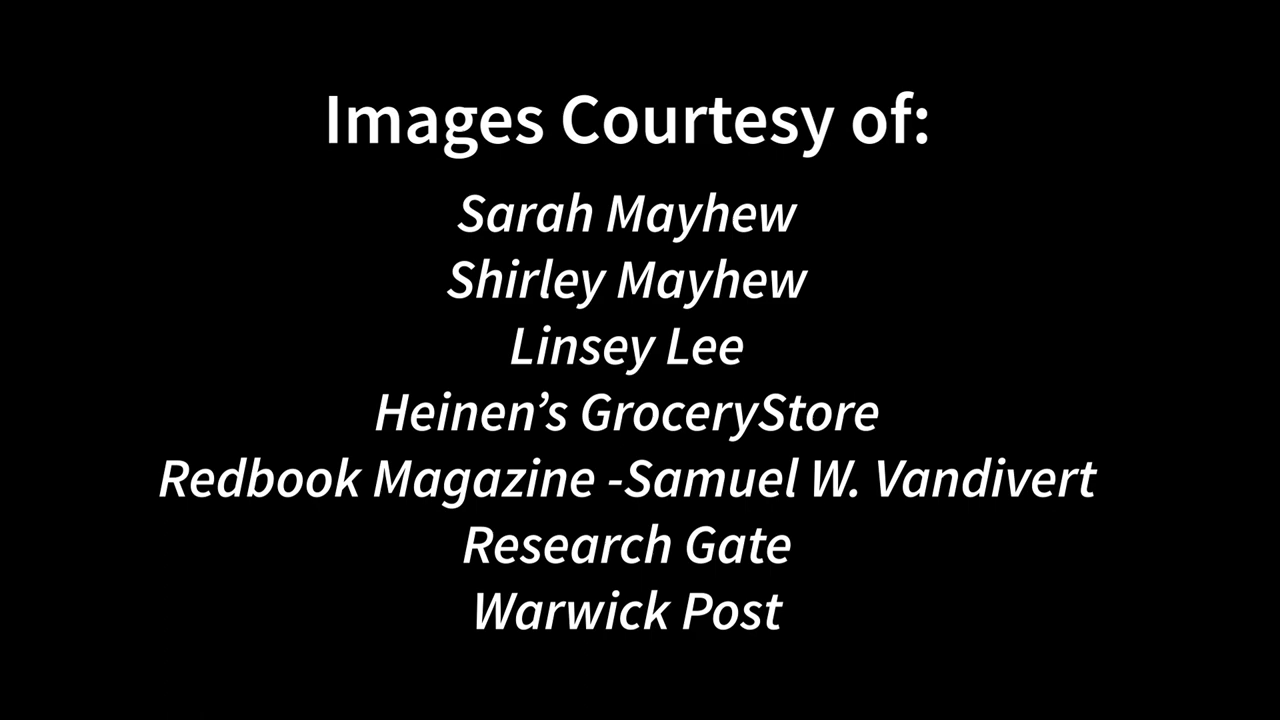 Images Courtesy of:
Sarah Mayhew
Shirley Mayhew
Linsey Lee
Heinen’s GroceryStore
Redbook Magazine -Samuel W. Vandivert
Research Gate
Warwick Post